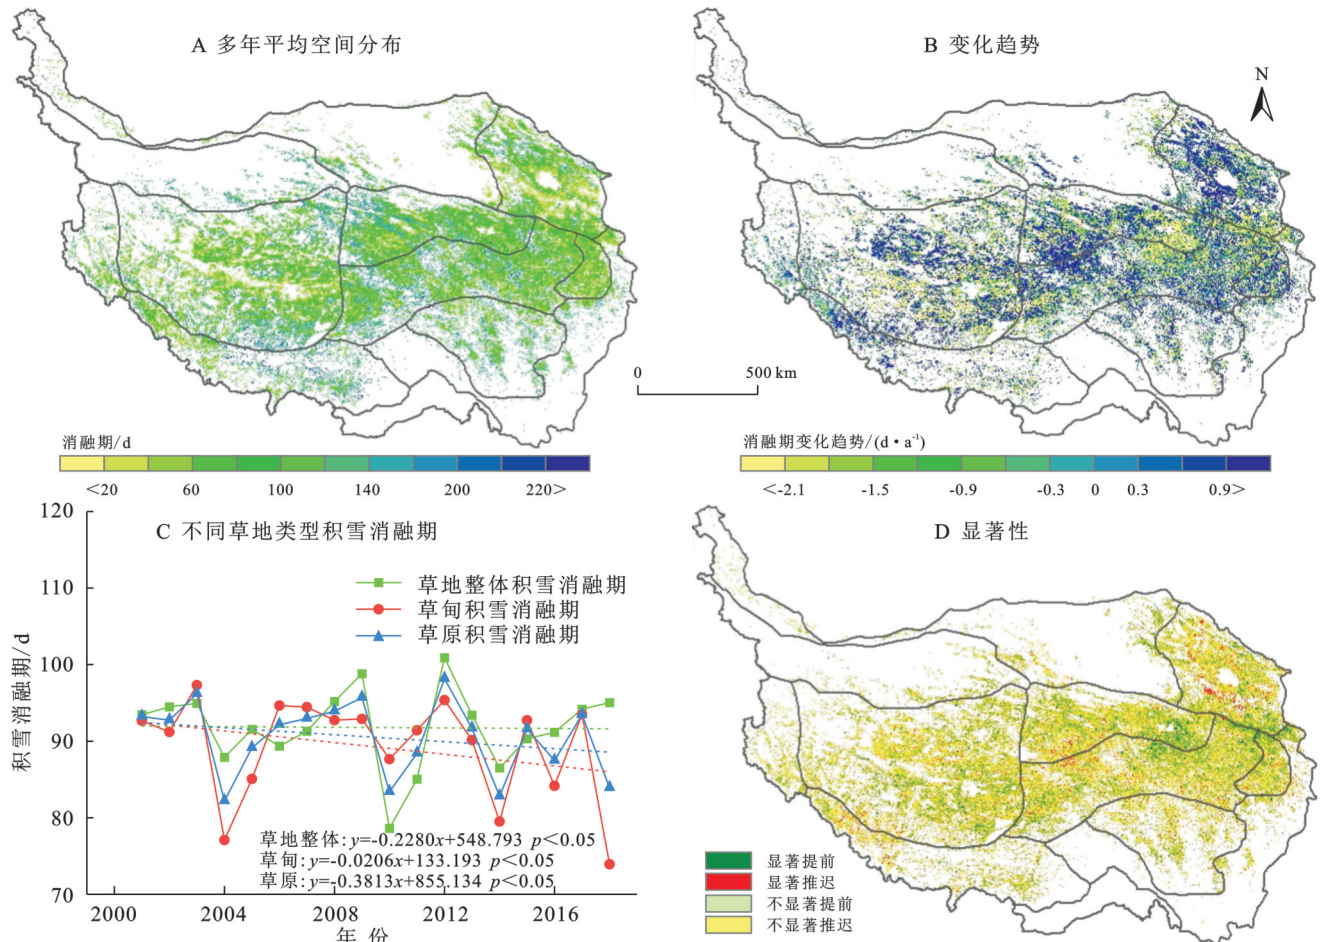 A 多年平均空间分布
B 变化趋势
N
0 500 km
消融期/d
<20 60 100 140 200 220>
消融期变化趋势/(d·a⁻¹)
<-2.1 -1.5 -0.9 -0.3 0 0.3 0.9>
C 不同草地类型积雪消融期
120
110
100
90
80
70
积雪消融期/d
草地整体积雪消融期
草甸积雪消融期
草原积雪消融期
草地整体:y=-0.2280x+548.793 p<0.05
草甸:y=-0.0206x+133.193 p<0.05
草原:y=-0.3813x+855.134 p<0.05
2000 2004 2008 2012 2016
年 份
D 显著性
显著提前
显著推迟
不显著提前
不显著推迟